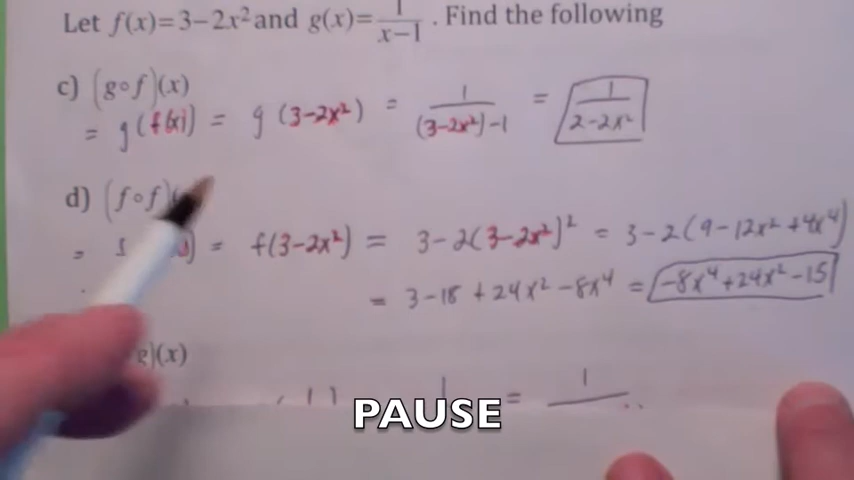 Let f(x)=3−2x² and g(x)=1/(x−1). Find the following
c) (g∘f)(x)
= g(f(x)) = g(3-2x²) = 1/((3-2x²)-1) = 1/(2-2x²)
d) (f∘f)
= f = f(3-2x²) = 3-2(3-2x²)² = 3-2(9-12x²+4x⁴)
= 3-18+24x²-8x⁴ = -8x⁴+24x²-15
g)(x)
1 = 1
PAUSE